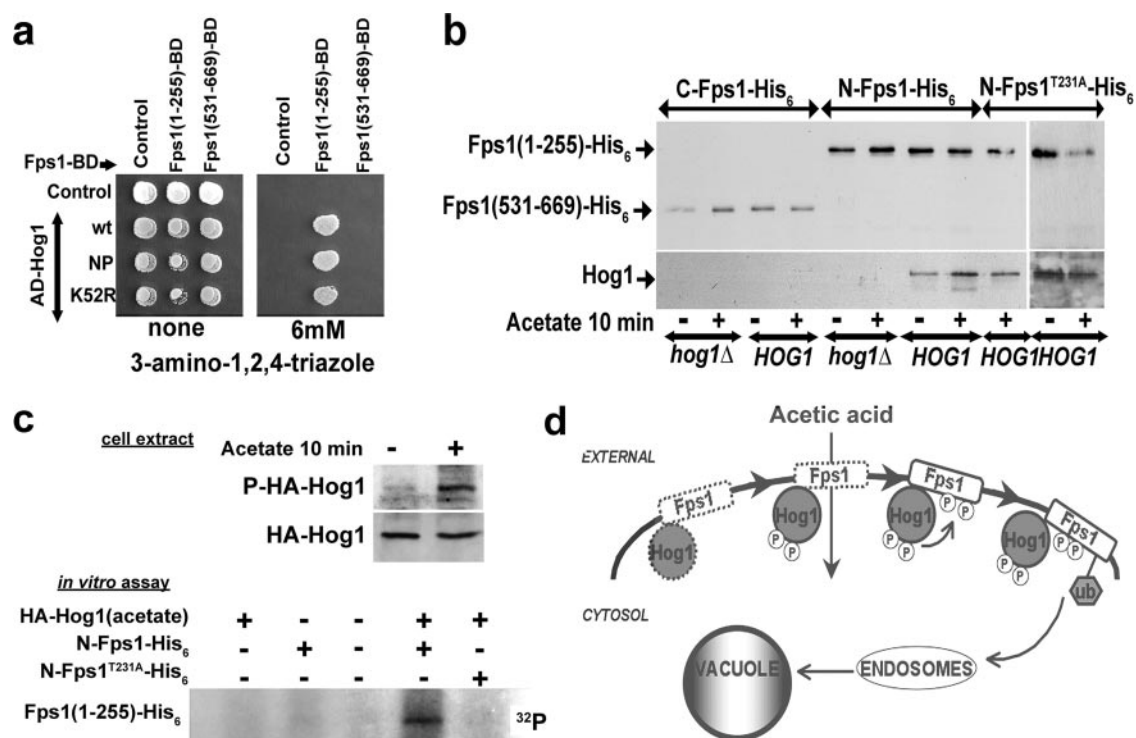 a
Control
Fps1(1-255)-BD
Fps1(531-669)-BD
Control
Fps1(1-255)-BD
Fps1(531-669)-BD
Fps1-BD
Control
AD-Hog1
wt
NP
K52R
none
6mM
3-amino-1,2,4-triazole
b
C-Fps1-His6
N-Fps1-His6
N-Fps1T231A-His6
Fps1(1-255)-His6
Fps1(531-669)-His6
Hog1
Acetate 10 min - + - + - + - + + - +
hog1Δ HOG1 hog1Δ HOG1 HOG1 HOG1
c
cell extract
Acetate 10 min - +
P-HA-Hog1
HA-Hog1
in vitro assay
HA-Hog1(acetate) + - - + +
N-Fps1-His6 - + - + -
N-Fps1T231A-His6 - - - - +
Fps1(1-255)-His6
32P
d
Acetic acid
EXTERNAL
Fps1
Fps1
Fps1
Fps1
Hog1
Hog1
Hog1
Hog1
P P
P P
P P
P P
P P
P P
ub
CYTOSOL
VACUOLE
ENDOSOMES